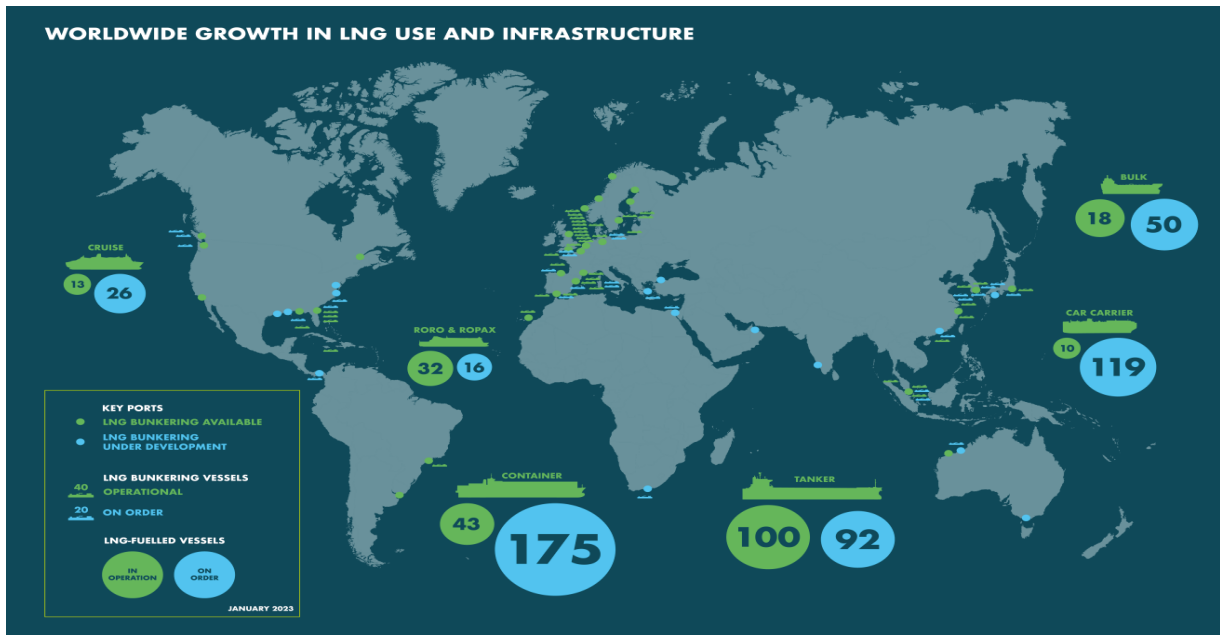 WORLDWIDE GROWTH IN LNG USE AND INFRASTRUCTURE
BULK
18
50
CRUISE
13
26
CAR CARRIER
10
119
RORO & ROPAX
32
16
KEY PORTS
LNG BUNKERING AVAILABLE
LNG BUNKERING
UNDER DEVELOPMENT
LNG BUNKERING VESSELS
40
OPERATIONAL
20
ON ORDER
LNG-FUELLED VESSELS
IN
OPERATION
ON
ORDER
JANUARY 2023
CONTAINER
43
175
TANKER
100
92